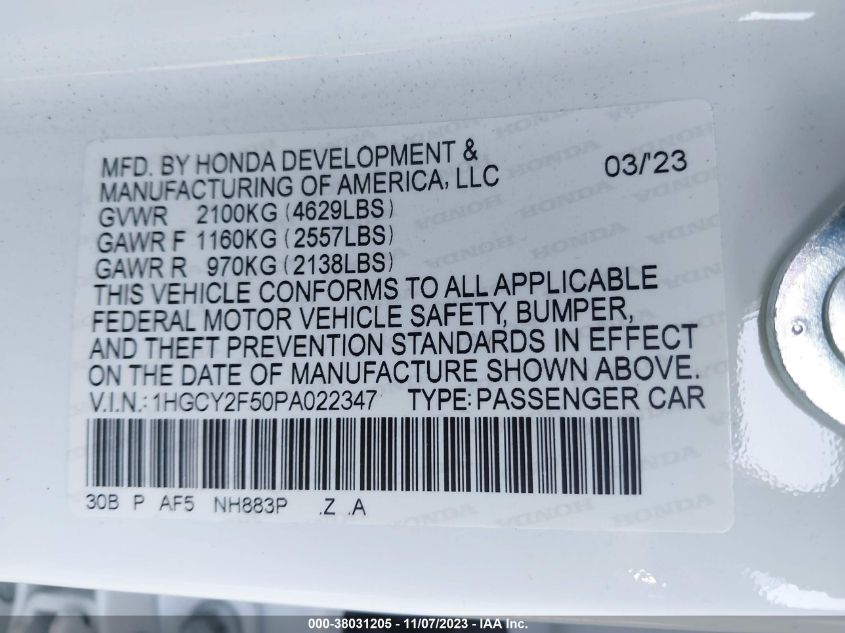 MFD. BY HONDA DEVELOPMENT & 03/'23
MANUFACTURING OF AMERICA, LLC
GVWR 2100KG (4629LBS)
GAWR F 1160KG (2557LBS)
GAWR R 970KG (2138LBS)
THIS VEHICLE CONFORMS TO ALL APPLICABLE
FEDERAL MOTOR VEHICLE SAFETY, BUMPER,
AND THEFT PREVENTION STANDARDS IN EFFECT
ON THE DATE OF MANUFACTURE SHOWN ABOVE.
V.I.N.: 1HGCY2F50PA022347 TYPE: PASSENGER CAR
30B P AF5 NH883P .Z .A
000-38031205 - 11/07/2023 - IAA Inc.